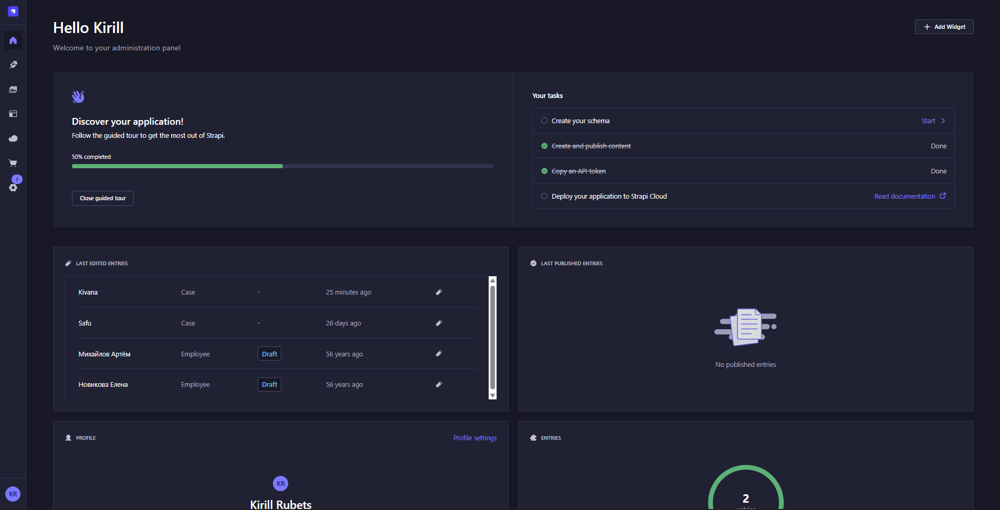 Hello Kirill
Welcome to your administration panel
Add Widget
Discover your application!
Follow the guided tour to get the most out of Strapi.
50% completed
Close guided tour
Your tasks
Create your schema Start
Create and publish content Done
Copy an API token Done
Deploy your application to Strapi Cloud Read documentation
1
LAST EDITED ENTRIES
Kivana Case - 25 minutes ago
Safu Case - 26 days ago
Михайлов Артём Employee Draft 56 years ago
Новикова Елена Employee Draft 56 years ago
LAST PUBLISHED ENTRIES
No published entries
PROFILE Profile settings
KR
Kirill Rubets
ENTRIES
2
entries
KR